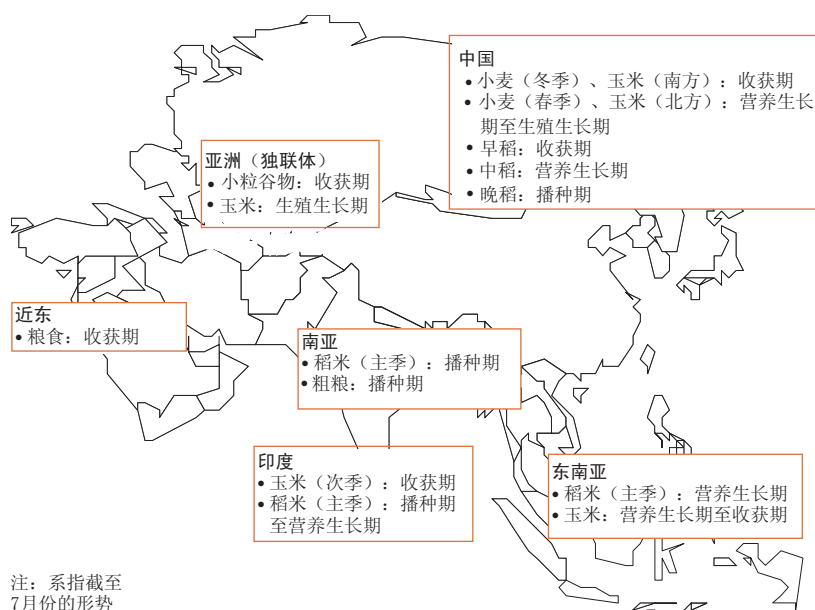 中国
• 小麦（冬季）、玉米（南方）：收获期
• 小麦（春季）、玉米（北方）：营养生长
期至生殖生长期
• 早稻：收获期
• 中稻：营养生长期
• 晚稻：播种期
亚洲（独联体）
• 小粒谷物：收获期
• 玉米：生殖生长期
近东
• 粮食：收获期
南亚
• 稻米（主季）：播种期
• 粗粮：播种期
印度
• 玉米（次季）：收获期
• 稻米（主季）：播种期
至营养生长期
东南亚
• 稻米（主季）：营养生长期
• 玉米：营养生长期至收获期
注：系指截至
7月份的形势